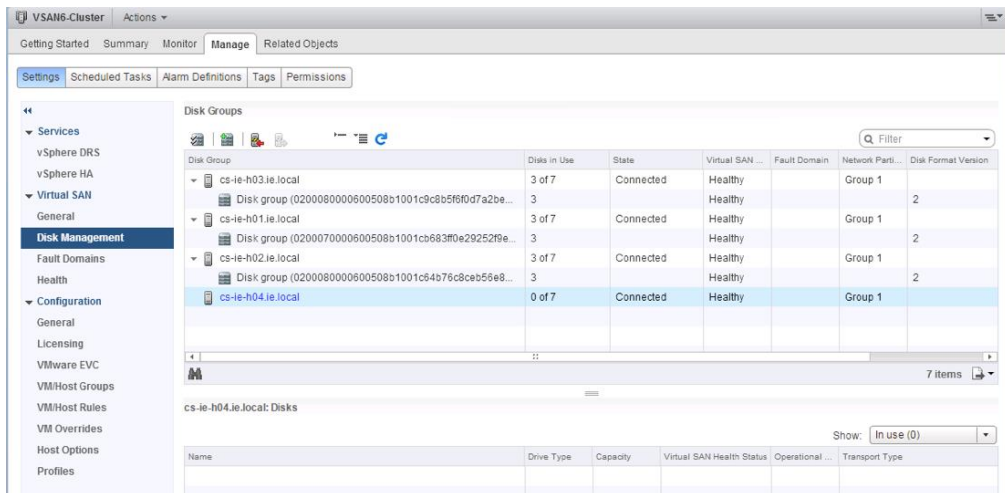 VSAN6-Cluster Actions
Getting Started Summary Monitor Manage Related Objects
Settings Scheduled Tasks Alarm Definitions Tags Permissions
Services
vSphere DRS
vSphere HA
Virtual SAN
General
Disk Management
Fault Domains
Health
Configuration
General
Licensing
VMware EVC
VM/Host Groups
VM/Host Rules
VM Overrides
Host Options
Profiles
Disk Groups
Filter
Disk Group Disks in Use State Virtual SAN ... Fault Domain Network Parti... Disk Format Version
cs-ie-h03.ie.local 3 of 7 Connected Healthy Group 1
Disk group (0200080000600508b1001c9c8b5f6f0d7a2be... 3 Healthy 2
cs-ie-h01.ie.local 3 of 7 Connected Healthy Group 1
Disk group (0200070000600508b1001cb683ff0e29252f9e... 3 Healthy 2
cs-ie-h02.ie.local 3 of 7 Connected Healthy Group 1
Disk group (0200080000600508b1001c64b76c8ceb56e8... 3 Healthy 2
cs-ie-h04.ie.local 0 of 7 Connected Healthy Group 1
7 items
cs-ie-h04.ie.local: Disks
Show: In use (0)
Name Drive Type Capacity Virtual SAN Health Status Operational ... Transport Type